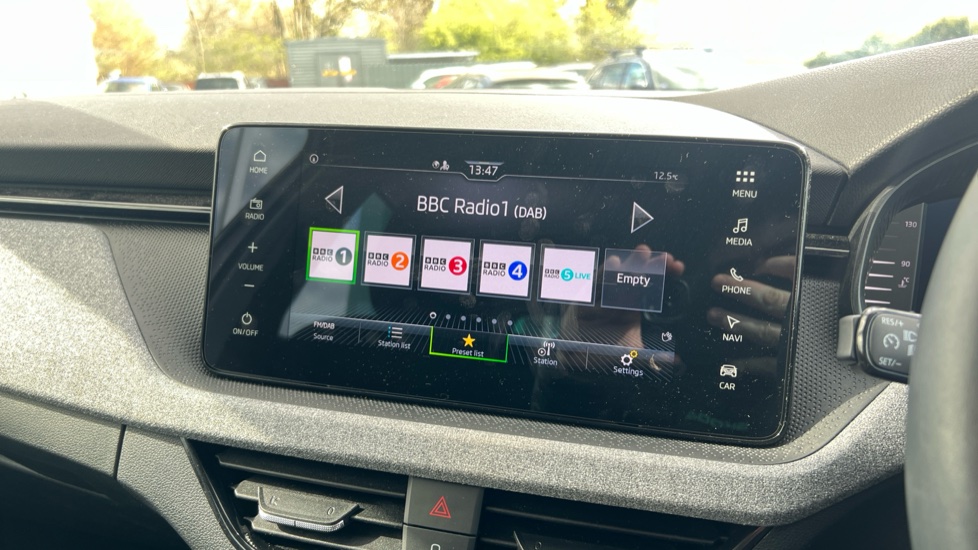 13:47
12.5°C
HOME
RADIO
+
VOLUME
−
ON/OFF
BBC Radio1 (DAB)
BBC RADIO 1
BBC RADIO 2
BBC RADIO 3
BBC RADIO 4
BBC RADIO 5 LIVE
Empty
FM/DAB
Source
Station list
Preset list
Station
Settings
MENU
MEDIA
PHONE
NAVI
CAR
130
90
RES/+
SET/−
0